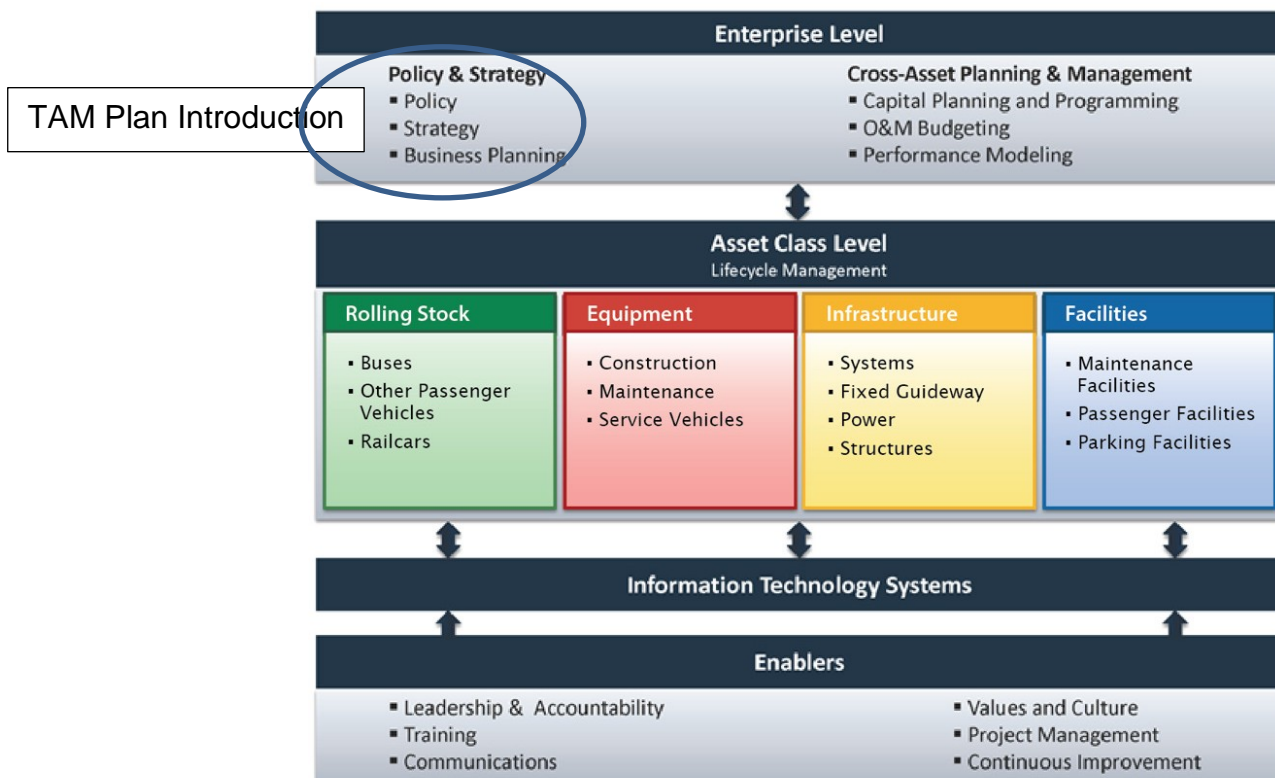 Enterprise Level
TAM Plan Introduction
Policy & Strategy
▪ Policy
▪ Strategy
▪ Business Planning
Cross-Asset Planning & Management
▪ Capital Planning and Programming
▪ O&M Budgeting
▪ Performance Modeling
Asset Class Level
Lifecycle Management
Rolling Stock
▪ Buses
▪ Other Passenger
Vehicles
▪ Railcars
Equipment
▪ Construction
▪ Maintenance
▪ Service Vehicles
Infrastructure
▪ Systems
▪ Fixed Guideway
▪ Power
▪ Structures
Facilities
▪ Maintenance
Facilities
▪ Passenger Facilities
▪ Parking Facilities
Information Technology Systems
Enablers
▪ Leadership & Accountability
▪ Training
▪ Communications
▪ Values and Culture
▪ Project Management
▪ Continuous Improvement